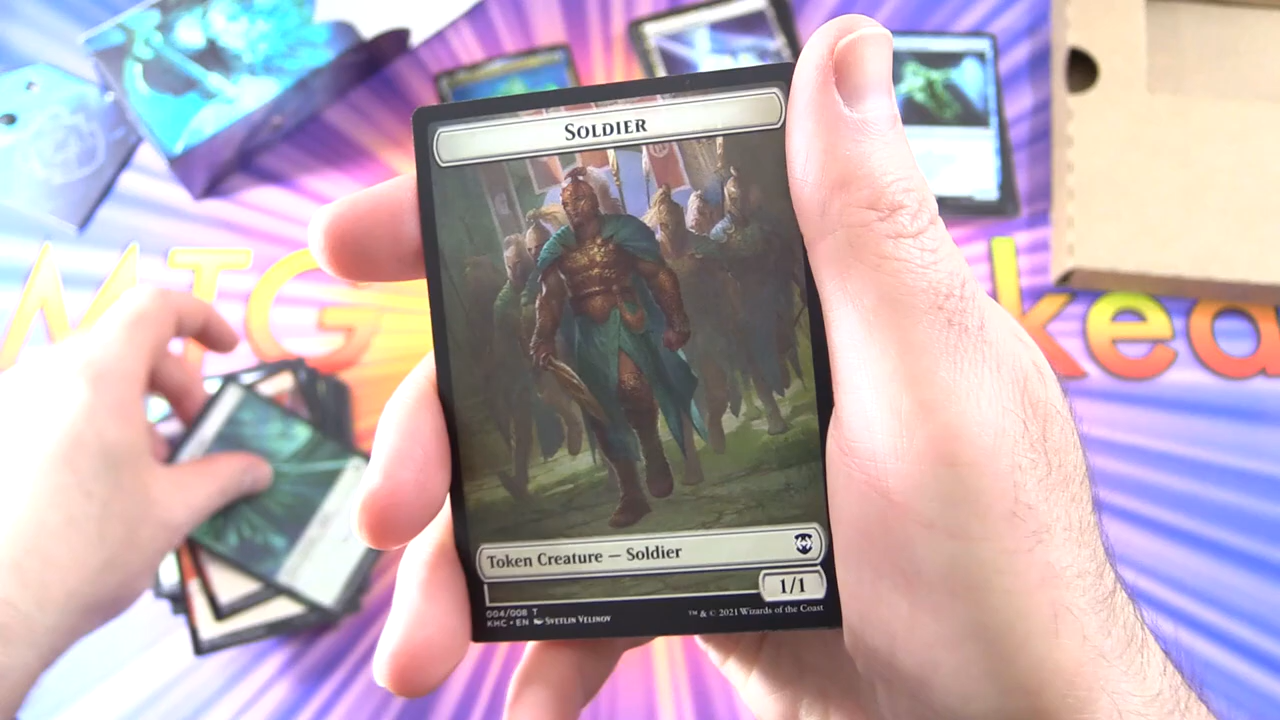 SOLDIER
MTG ked
Token Creature — Soldier
1/1
004/008 T
KHC • EN SVETLIN VELINOV
™ & © 2021 Wizards of the Coast